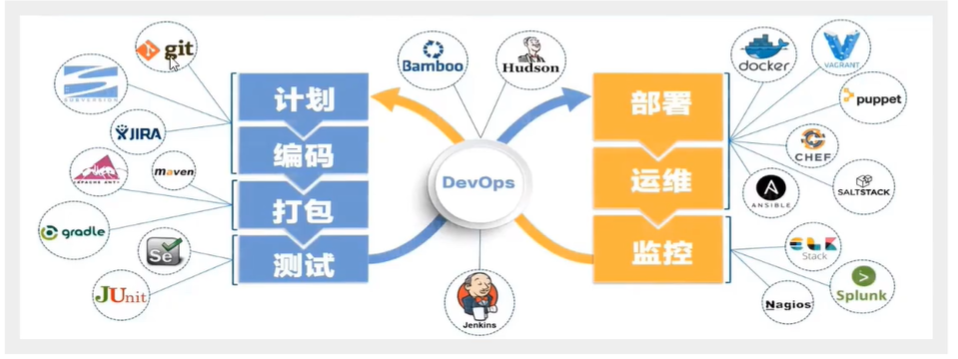 git
SUBVERSION
JIRA
APACHE ANT
maven
gradle
Se
JUnit
计划
编码
打包
测试
Bamboo
Hudson
DevOps
Jenkins
部署
运维
监控
docker
VAGRANT
puppet
CHEF
ANSIBLE
SALTSTACK
ELK
Stack
Splunk
Nagios